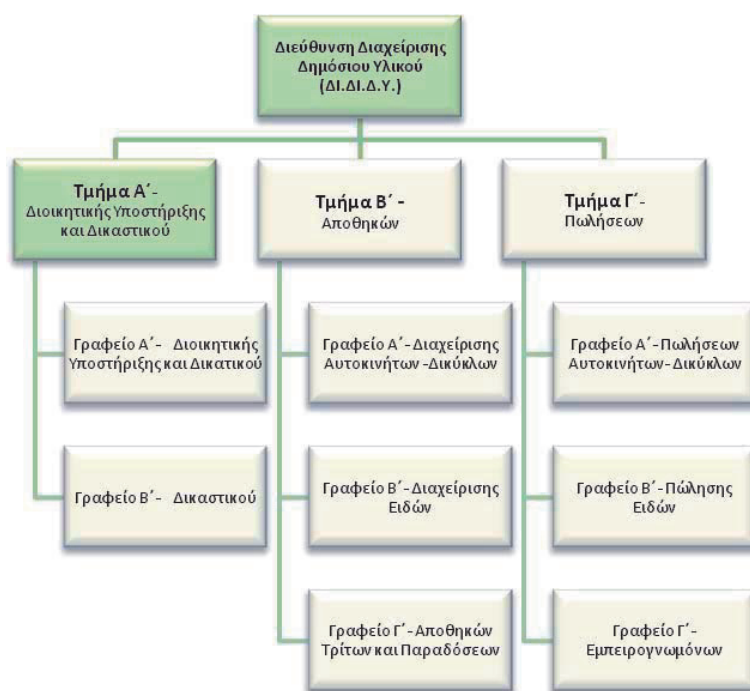 Διεύθυνση Διαχείρισης
Δημόσιου Υλικού
(ΔΙ.ΔΙ.Δ.Υ.)
Τμήμα Α΄-
Διοικητικής Υποστήριξης
και Δικαστικού
Τμήμα Β΄ -
Αποθηκών
Τμήμα Γ΄-
Πωλήσεων
Γραφείο Α΄- Διοικητικής
Υποστήριξης και Δικατικού
Γραφείο Α΄-Διαχείρισης
Αυτοκινήτων -Δικύκλων
Γραφείο Α΄-Πωλήσεων
Αυτοκινήτων-Δικύκλων
Γραφείο Β΄- Δικαστικού
Γραφείο Β΄-Διαχείρισης
Ειδών
Γραφείο Β΄-Πώλησης
Ειδών
Γραφείο Γ΄-Αποθηκών
Τρίτων και Παραδόσεων
Γραφείο Γ΄-
Εμπειρογνωμόνων